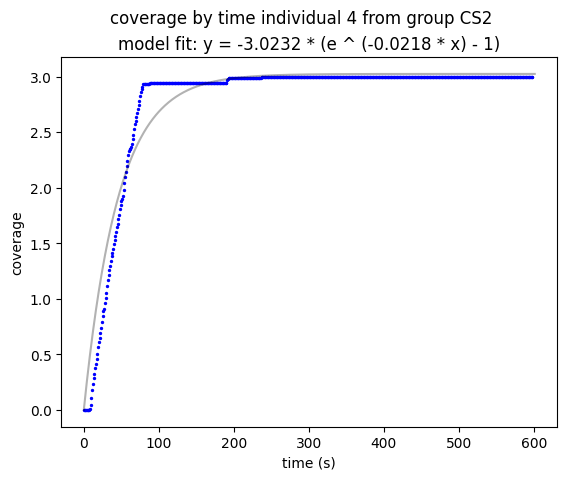 coverage by time individual 4 from group CS2
model fit: y = -3.0232 * (e ^ (-0.0218 * x) - 1)
3.0
2.5
2.0
1.5
1.0
0.5
0.0
coverage
0 100 200 300 400 500 600
time (s)